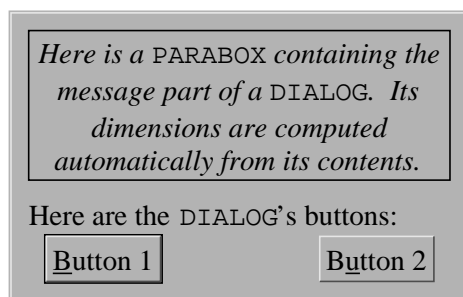 Here is a PARABOX containing the
message part of a DIALOG. Its
dimensions are computed
automatically from its contents.
Here are the DIALOG's buttons:
Button 1 Button 2